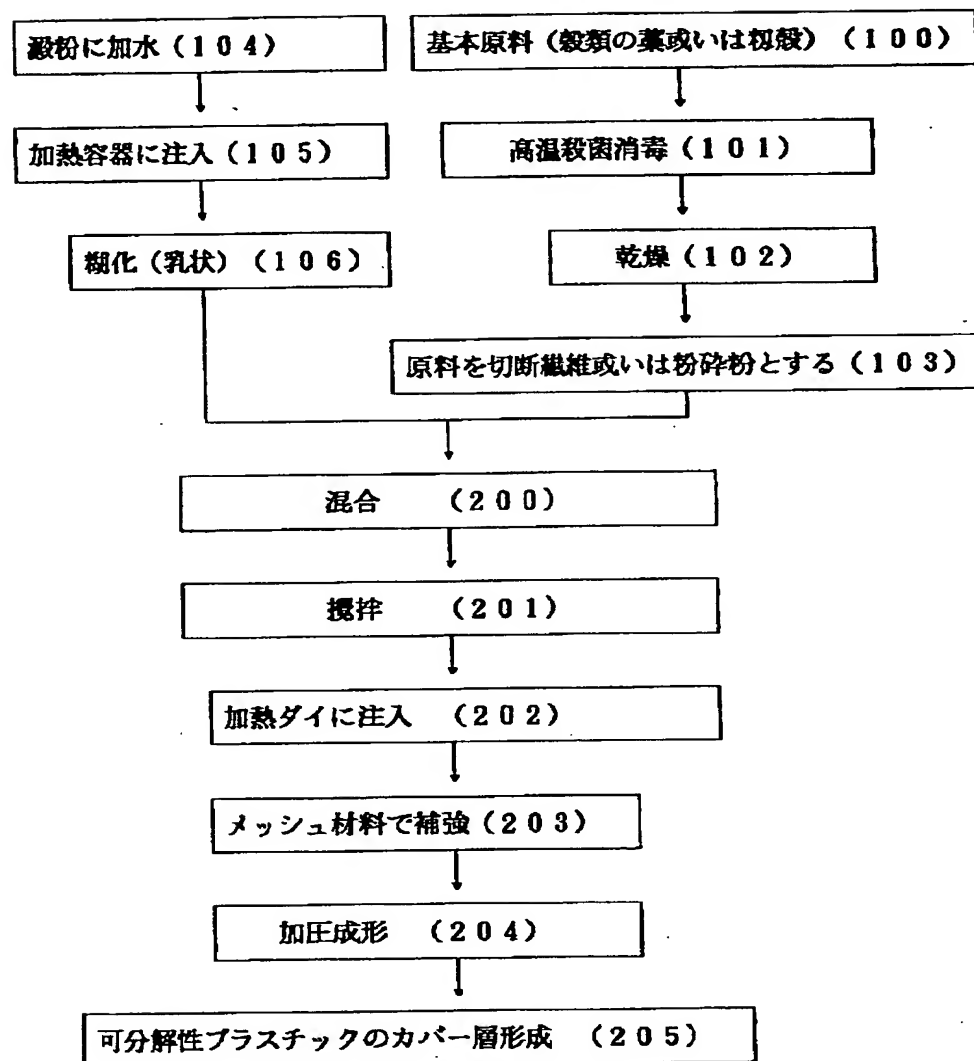 澱粉に加水(104)
基本原料(穀類の藁或いは籾殻)(100)
加熱容器に注入(105)
高温殺菌消毒(101)
糊化(乳状)(106)
乾燥(102)
原料を切断繊維或いは粉砕粉とする(103)
混合 (200)
攪拌 (201)
加熱ダイに注入 (202)
メッシュ材料で補強(203)
加圧成形 (204)
可分解性プラスチックのカバー層形成 (205)